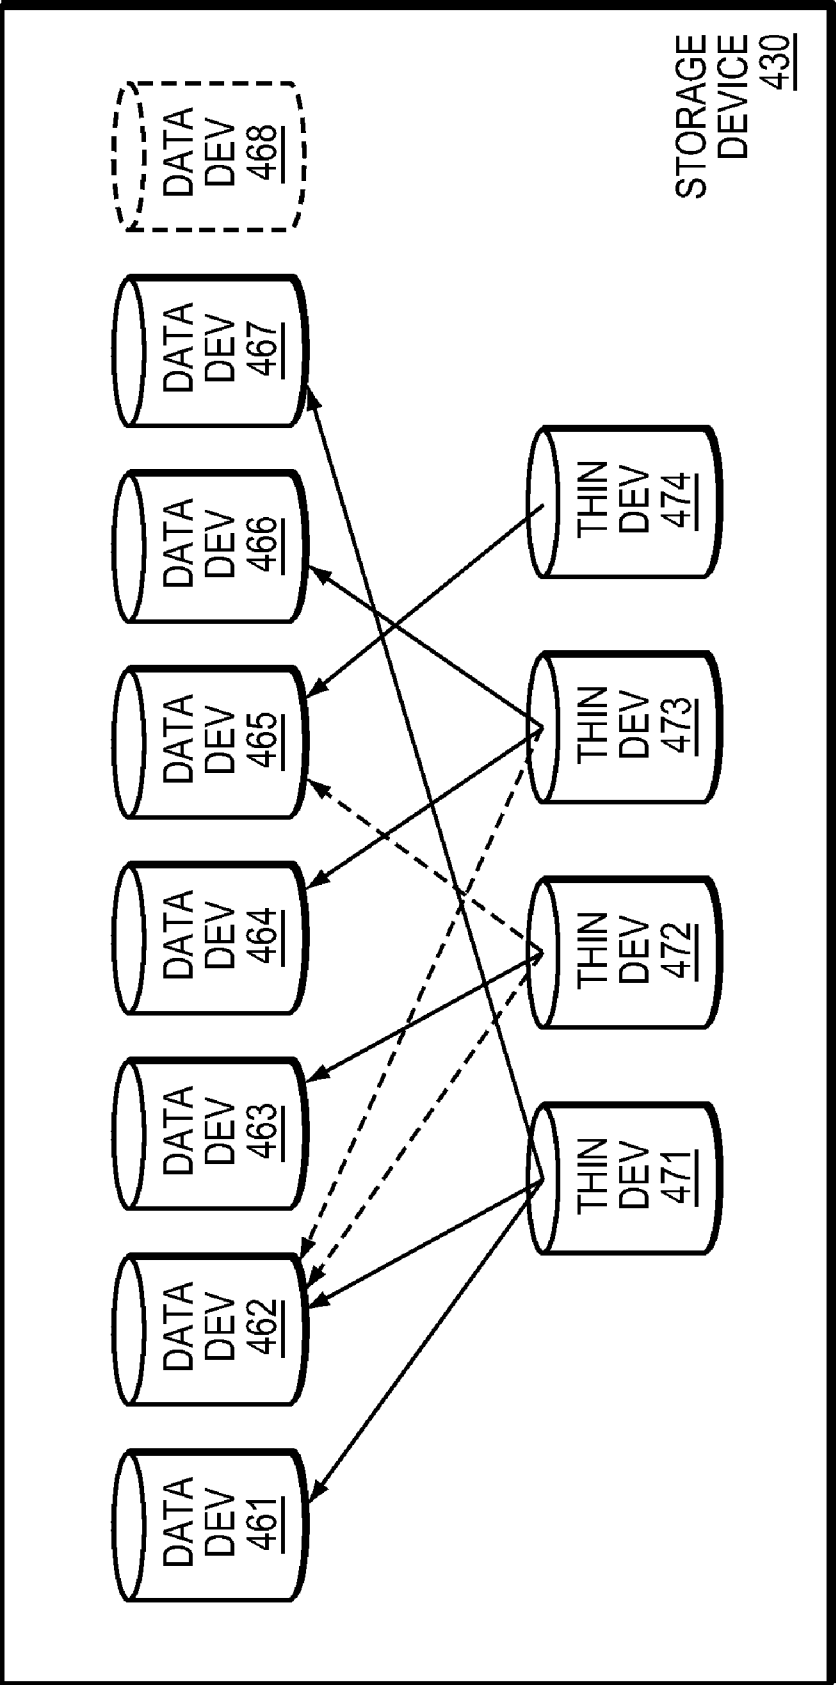 DATA
DEV
461
DATA
DEV
462
DATA
DEV
463
DATA
DEV
464
DATA
DEV
465
DATA
DEV
466
DATA
DEV
467
DATA
DEV
468
THIN
DEV
471
THIN
DEV
472
THIN
DEV
473
THIN
DEV
474
STORAGE
DEVICE
430